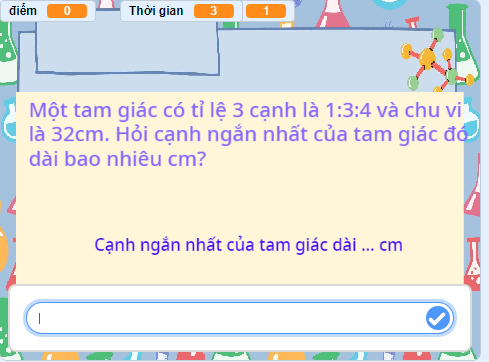 điểm 0 Thời gian 3 1
Một tam giác có tỉ lệ 3 cạnh là 1:3:4 và chu vi
là 32cm. Hỏi cạnh ngắn nhất của tam giác đó
dài bao nhiêu cm?
Cạnh ngắn nhất của tam giác dài ... cm